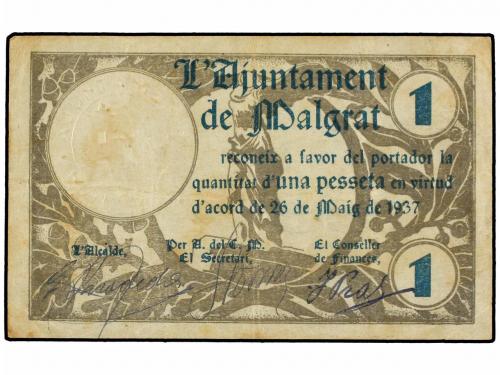 L'Ajuntament
de Malgrat
1
reconeix a favor del portador la
quantitat d'una pesseta en virtud
d'acord de 26 de Maig de 1937
L'Alcalde,
Per A. del C. M.
El Secretari,
El Conseller
de Finances,
1